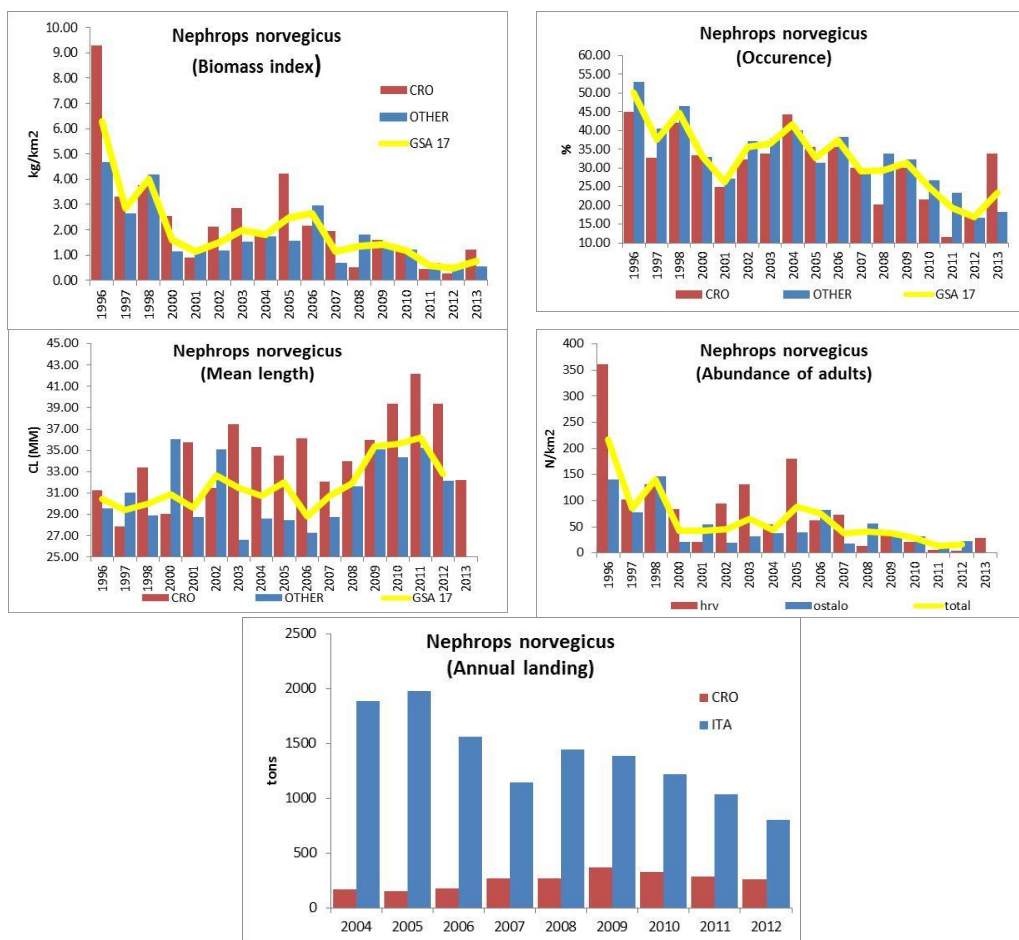 Nephrops norvegicus
(Biomass index)
kg/km2
10.00
9.00
8.00
7.00
6.00
5.00
4.00
3.00
2.00
1.00
0.00
CRO
OTHER
GSA 17
1996 1997 1998 2000 2001 2002 2003 2004 2005 2006 2007 2008 2009 2010 2011 2012 2013
Nephrops norvegicus
(Occurence)
%
60.00
55.00
50.00
45.00
40.00
35.00
30.00
25.00
20.00
15.00
10.00
1996 1997 1998 2000 2001 2002 2003 2004 2005 2006 2007 2008 2009 2010 2011 2012 2013
CRO OTHER GSA 17
Nephrops norvegicus
(Mean length)
CL (MM)
45.00
43.00
41.00
39.00
37.00
35.00
33.00
31.00
29.00
27.00
25.00
1996 1997 1998 2000 2001 2002 2003 2004 2005 2006 2007 2008 2009 2010 2011 2012 2013
CRO OTHER GSA 17
Nephrops norvegicus
(Abundance of adults)
N/km2
400
350
300
250
200
150
100
50
0
1996 1997 1998 2000 2001 2002 2003 2004 2005 2006 2007 2008 2009 2010 2011 2012 2013
hrv ostalo total
Nephrops norvegicus
(Annual landing)
tons
2500
2000
1500
1000
500
0
CRO
ITA
2004 2005 2006 2007 2008 2009 2010 2011 2012